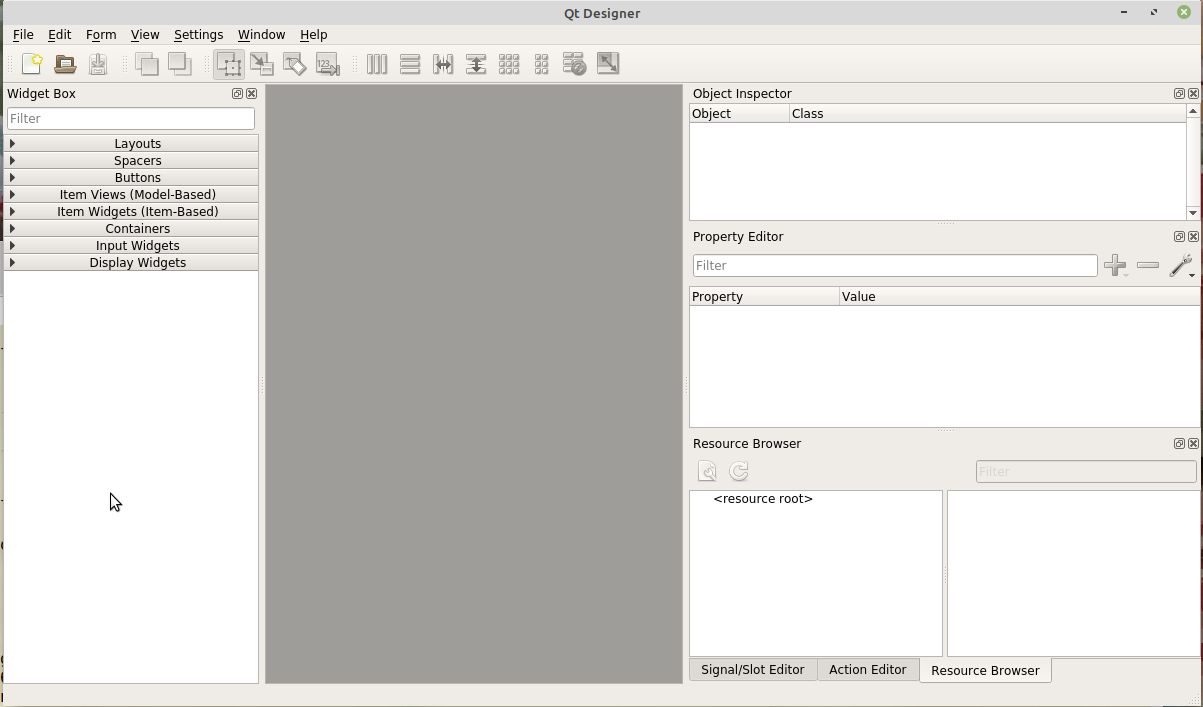 Qt Designer
File Edit Form View Settings Window Help
123
Widget Box
Filter
Layouts
Spacers
Buttons
Item Views (Model-Based)
Item Widgets (Item-Based)
Containers
Input Widgets
Display Widgets
Object Inspector
Object Class
Property Editor
Filter
Property Value
Resource Browser
Filter
<resource root>
Signal/Slot Editor Action Editor Resource Browser